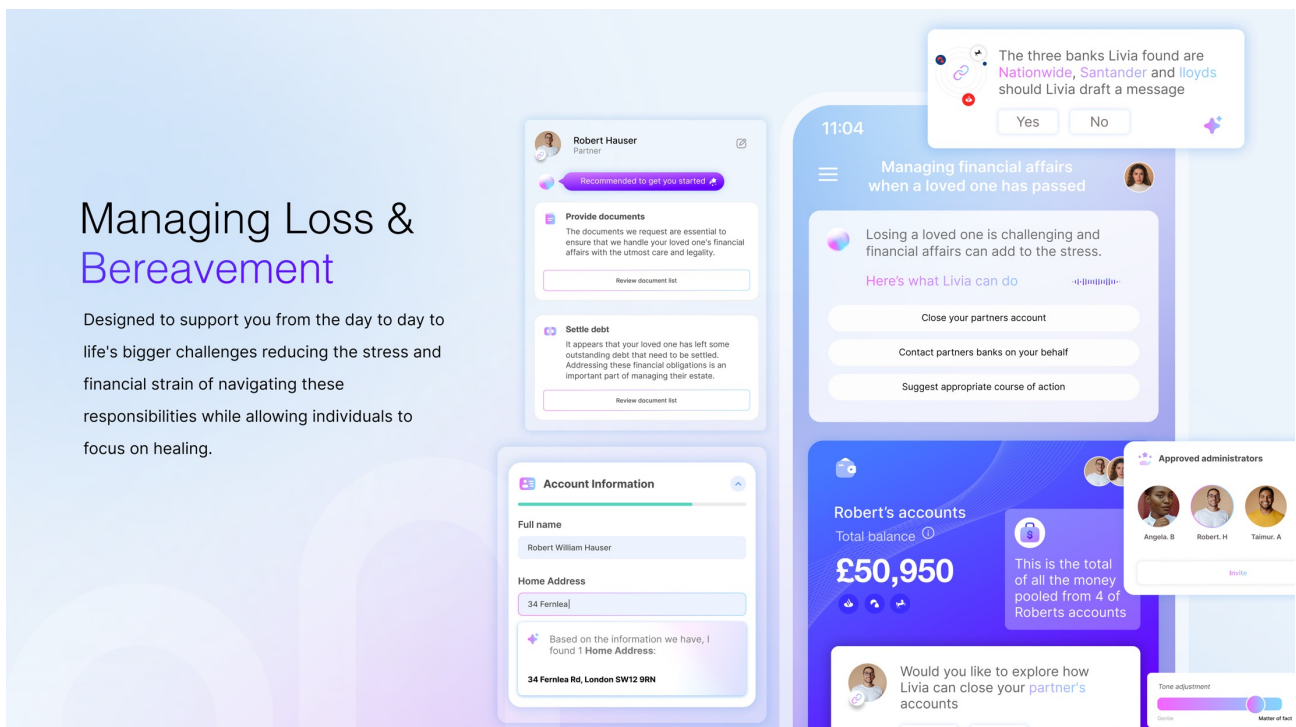 Managing Loss &
Bereavement
Designed to support you from the day to day to
life's bigger challenges reducing the stress and
financial strain of navigating these
responsibilities while allowing individuals to
focus on healing.
Robert Hauser
Partner
Recommended to get you started
Provide documents
The documents we request are essential to
ensure that we handle your loved one's financial
affairs with the utmost care and legality.
Review document list
Settle debt
It appears that your loved one has left some
outstanding debt that need to be settled.
Addressing these financial obligations is an
important part of managing their estate.
Review document list
Account Information
Full name
Robert William Hauser
Home Address
34 Fernlea
Based on the information we have, I
found 1 Home Address:
34 Fernlea Rd, London SW12 9RN
The three banks Livia found are
Nationwide, Santander and lloyds
should Livia draft a message
Yes No
11:04
Managing financial affairs
when a loved one has passed
Losing a loved one is challenging and
financial affairs can add to the stress.
Here's what Livia can do
Close your partners account
Contact partners banks on your behalf
Suggest appropriate course of action
Robert's accounts
Total balance
£50,950
This is the total
of all the money
pooled from 4 of
Roberts accounts
Approved administrators
Angela. B Robert. H Taimur. A
Invite
Would you like to explore how
Livia can close your partner's
accounts
Tone adjustment
Matter of fact